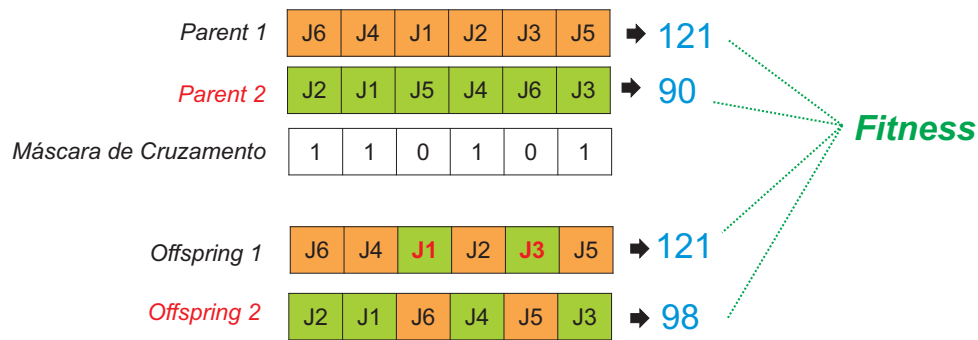 Parent 1 J6 J4 J1 J2 J3 J5 121
Parent 2 J2 J1 J5 J4 J6 J3 90
Fitness
Máscara de Cruzamento 1 1 0 1 0 1
Offspring 1 J6 J4 J1 J2 J3 J5 121
Offspring 2 J2 J1 J6 J4 J5 J3 98